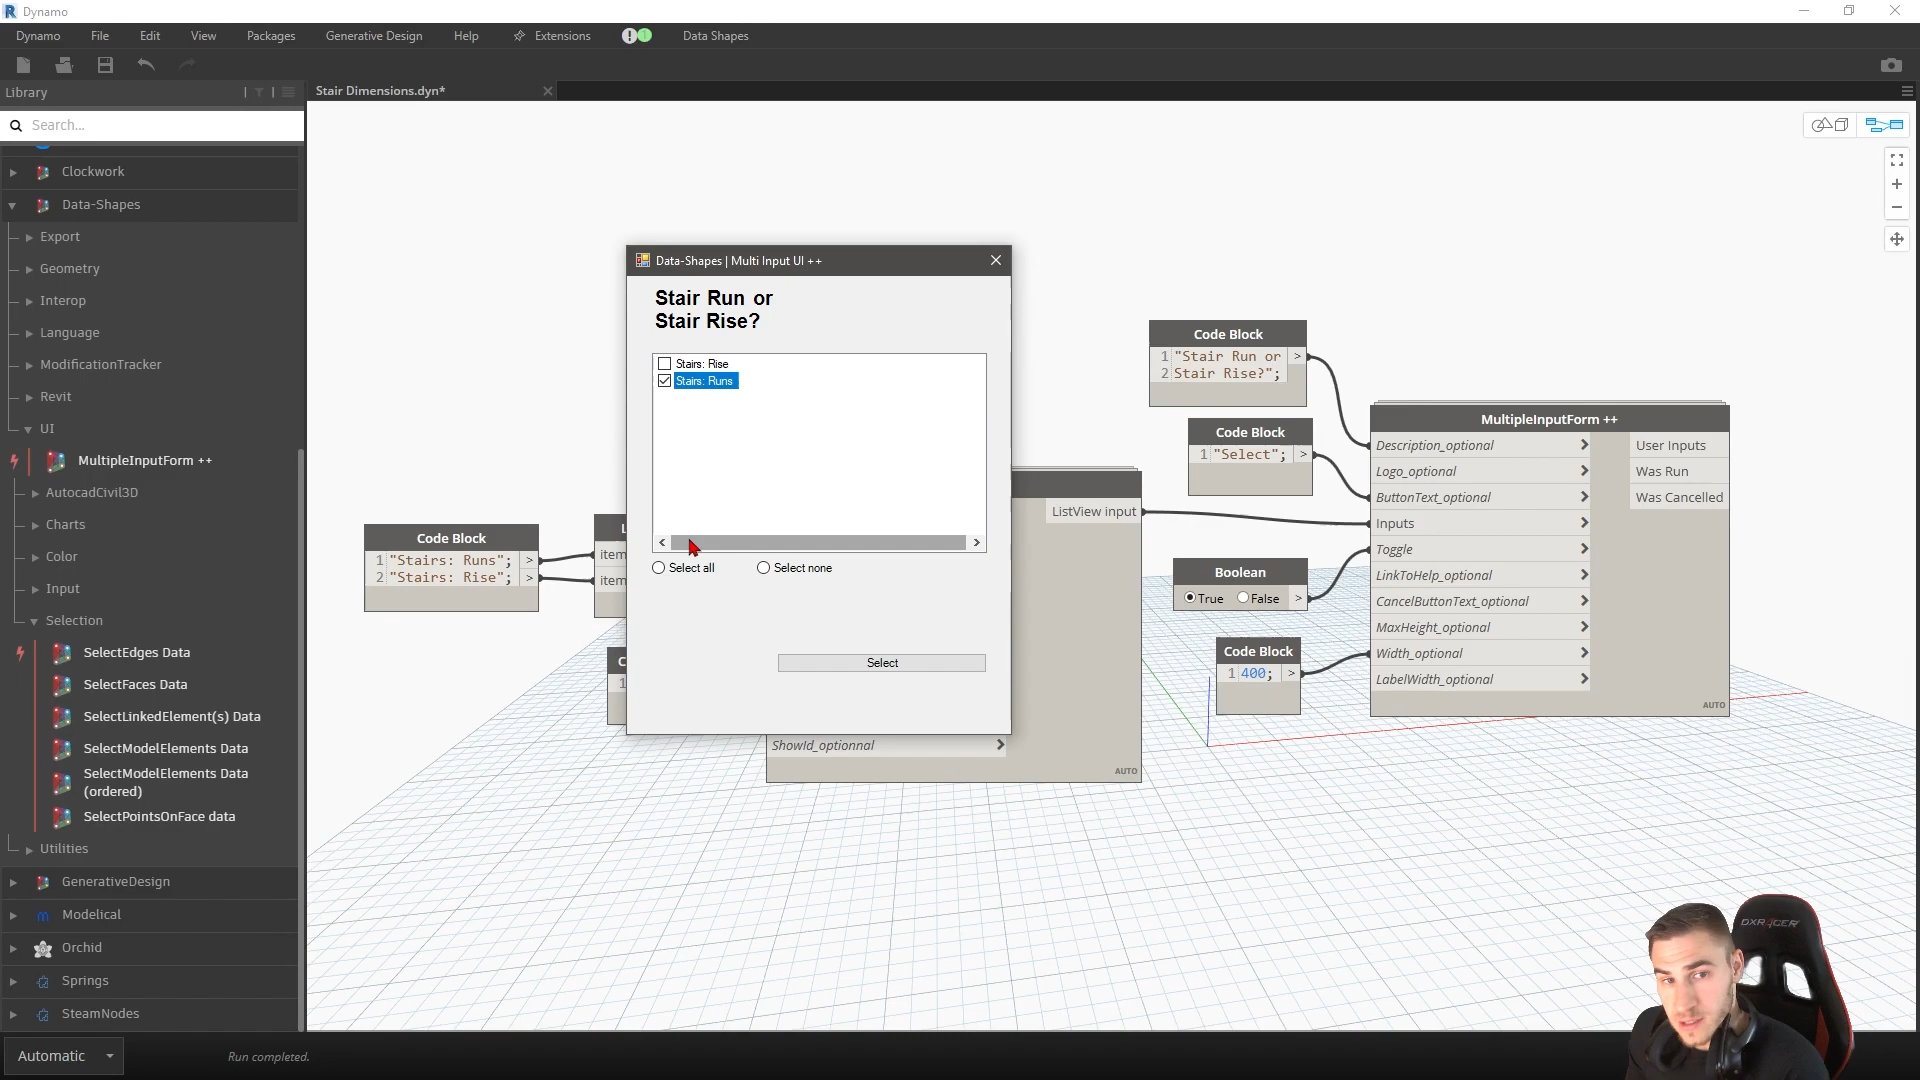 Dynamo
Dynamo File Edit View Packages Generative Design Help Extensions Data Shapes
Library
Stair Dimensions.dyn*
Search...
Clockwork
Data-Shapes
Export
Geometry
Interop
Language
ModificationTracker
Revit
UI
MultipleInputForm ++
AutocadCivil3D
Charts
Color
Input
Selection
SelectEdges Data
SelectFaces Data
SelectLinkedElement(s) Data
SelectModelElements Data
SelectModelElements Data
(ordered)
SelectPointsOnFace data
Utilities
GenerativeDesign
Modelical
Orchid
Springs
SteamNodes
Automatic
Run completed.
Code Block
1 "Stairs: Runs"; >
2 "Stairs: Rise"; >
item
item
1
Data-Shapes | Multi Input UI ++
Stair Run or
Stair Rise?
Stairs: Rise
Stairs: Runs
Select all Select none
Select
ListView input
ShowId_optionnal
AUTO
Code Block
1 "Stair Run or >
2 Stair Rise?";
Code Block
1 "Select"; >
Boolean
True False >
Code Block
1 400; >
MultipleInputForm ++
Description_optional
Logo_optional
ButtonText_optional
Inputs
Toggle
LinkToHelp_optional
CancelButtonText_optional
MaxHeight_optional
Width_optional
LabelWidth_optional
User Inputs
Was Run
Was Cancelled
AUTO
DXRACER